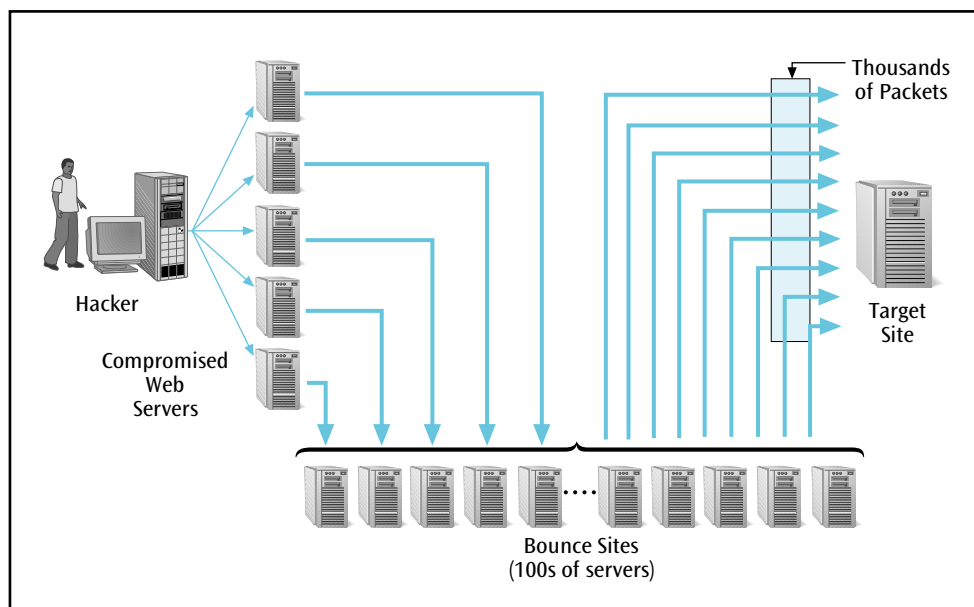 Thousands
of Packets
Hacker
Target
Site
Compromised
Web
Servers
Bounce Sites
(100s of servers)